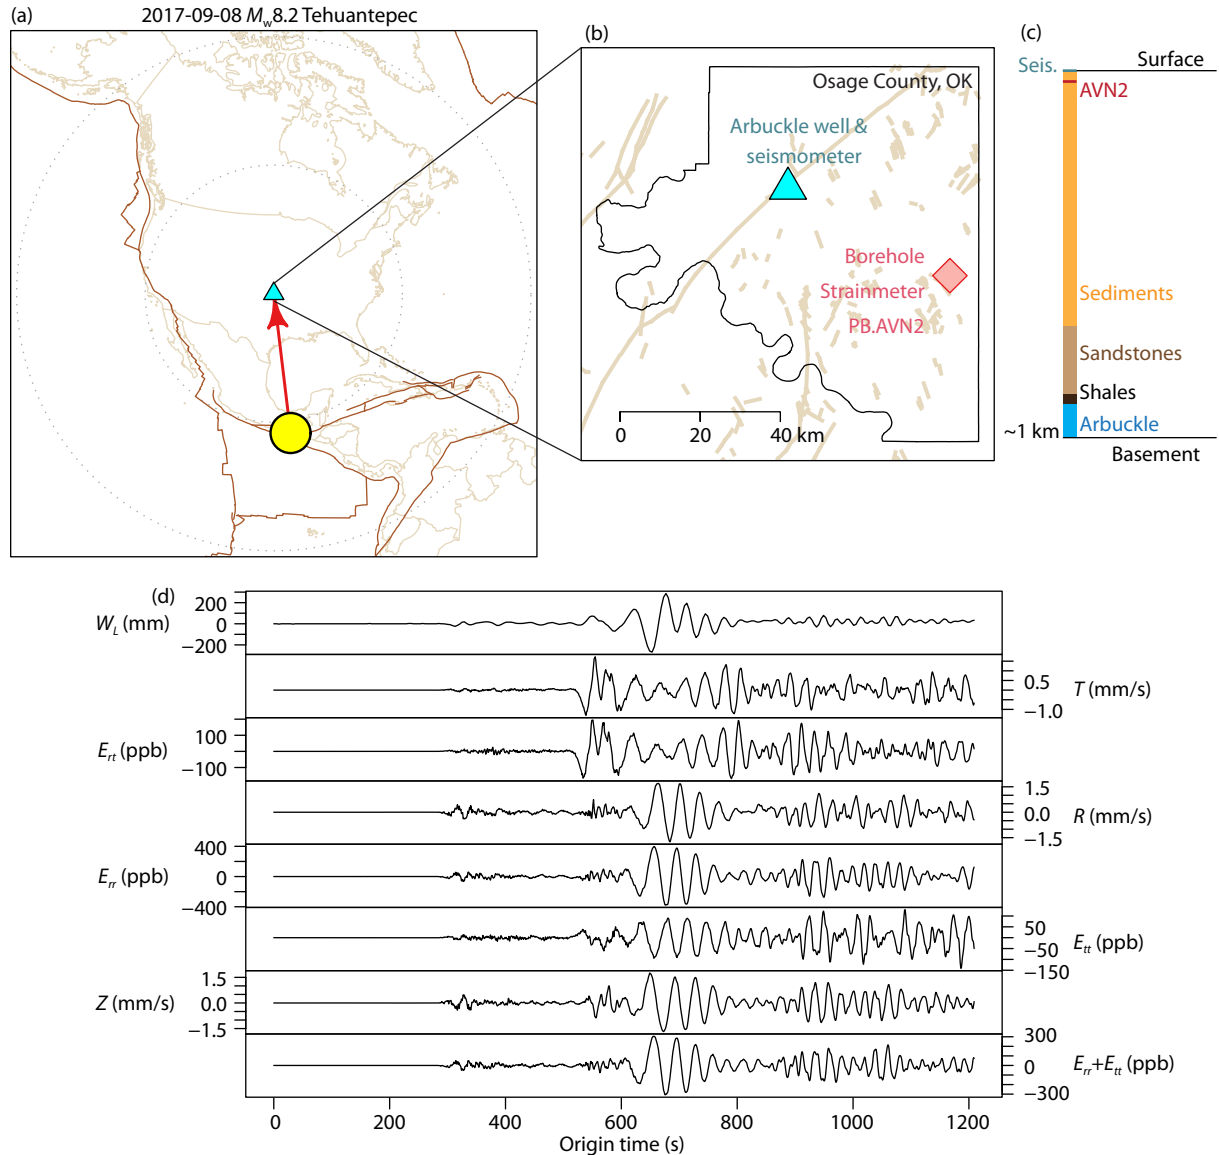 (a)
2017-09-08 Mw8.2 Tehuantepec
(b)
Osage County, OK
Arbuckle well &
seismometer
Borehole
Strainmeter
PB.AVN2
0 20 40 km
(c)
Seis.
Surface
AVN2
Sediments
Sandstones
Shales
Arbuckle
~1 km
Basement
(d)
WL (mm)
200
0
−200
0.5
−1.0
T (mm/s)
Ert (ppb)
100
−100
1.5
0.0
−1.5
R (mm/s)
Err (ppb)
400
0
−400
50
−50
−150
Ett (ppb)
Z (mm/s)
1.5
0.0
−1.5
300
0
−300
Err+Ett (ppb)
0 200 400 600 800 1000 1200
Origin time (s)